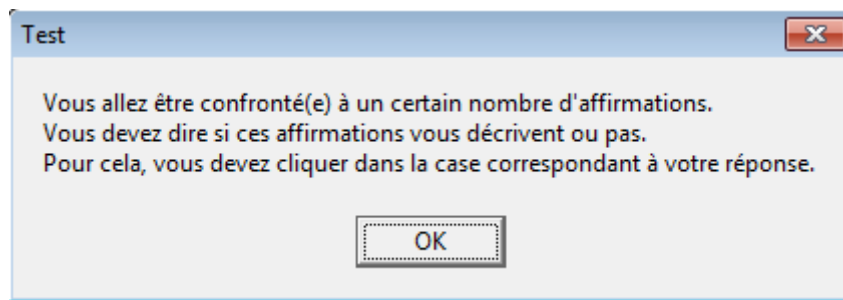 Test
Vous allez être confronté(e) à un certain nombre d'affirmations.
Vous devez dire si ces affirmations vous décrivent ou pas.
Pour cela, vous devez cliquer dans la case correspondant à votre réponse.
OK